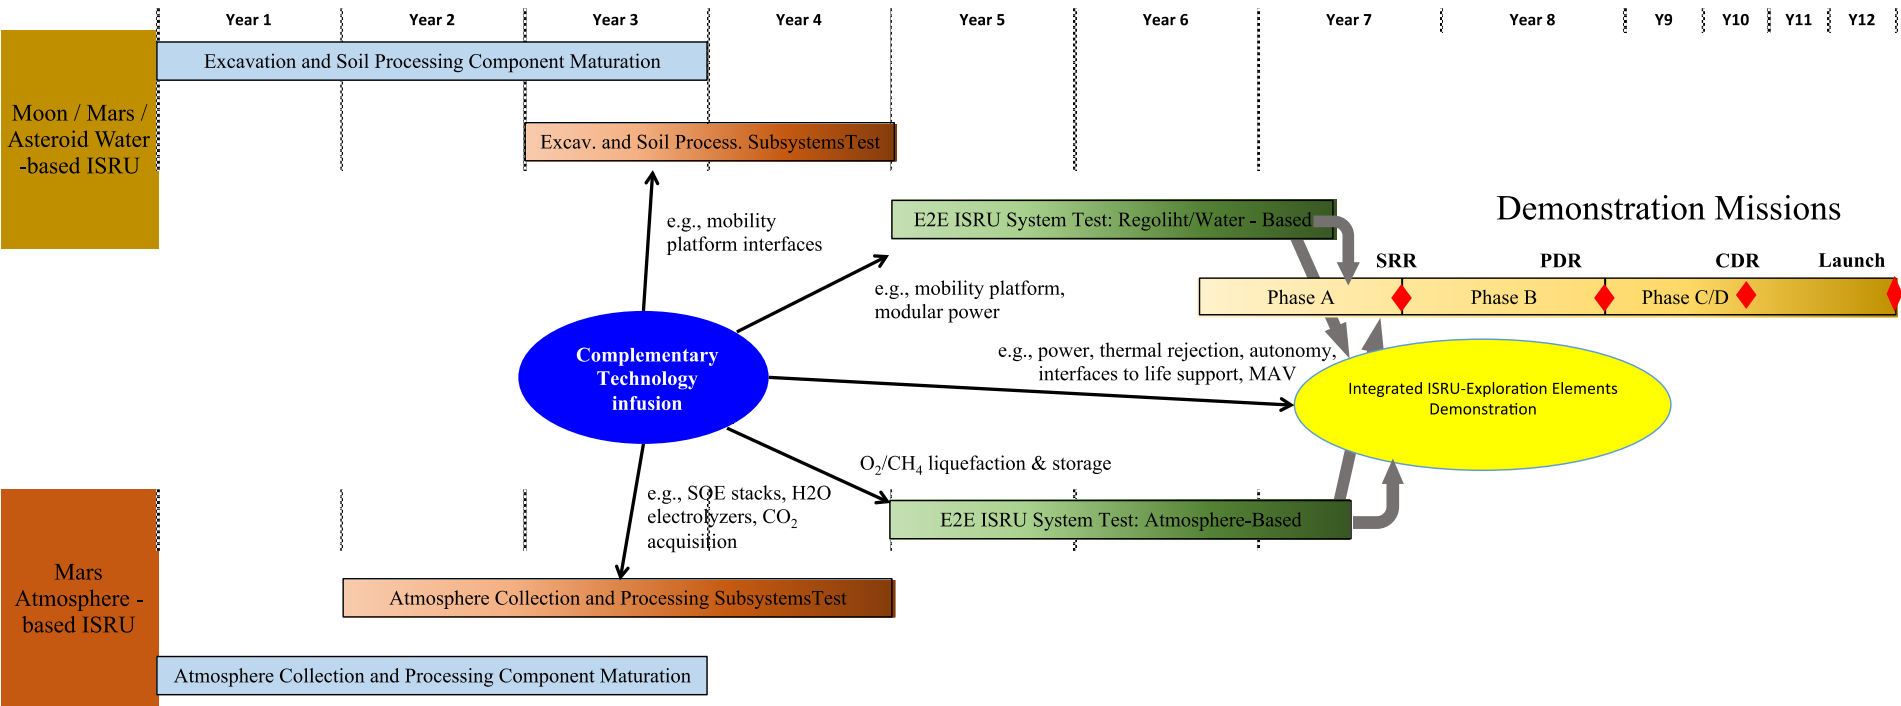 Year 1 Year 2 Year 3 Year 4 Year 5 Year 6 Year 7 Year 8 Y9 Y10 Y11 Y12
Moon / Mars /
Asteroid Water
-based ISRU
Excavation and Soil Processing Component Maturation
Excav. and Soil Process. SubsystemsTest
e.g., mobility
platform interfaces
E2E ISRU System Test: Regoliht/Water - Based
Demonstration Missions
SRR PDR CDR Launch
Phase A Phase B Phase C/D
e.g., mobility platform,
modular power
Complementary
Technology
infusion
e.g., power, thermal rejection, autonomy,
interfaces to life support, MAV
Integrated ISRU-Exploration Elements
Demonstration
O₂/CH₄ liquefaction & storage
e.g., SOE stacks, H2O
electrolyzers, CO₂
acquisition
E2E ISRU System Test: Atmosphere-Based
Mars
Atmosphere -
based ISRU
Atmosphere Collection and Processing SubsystemsTest
Atmosphere Collection and Processing Component Maturation